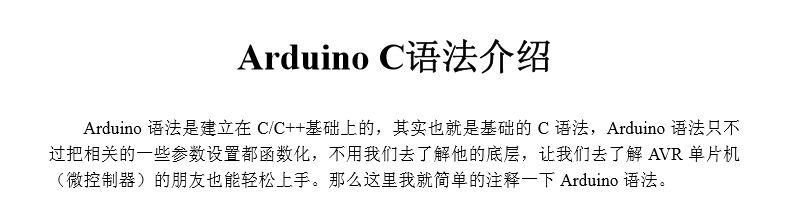 Arduino C语法介绍
Arduino 语法是建立在 C/C++基础上的，其实也就是基础的 C 语法，Arduino 语法只不
过把相关的一些参数设置都函数化，不用我们去了解他的底层，让我们去了解 AVR 单片机
（微控制器）的朋友也能轻松上手。那么这里我就简单的注释一下 Arduino 语法。